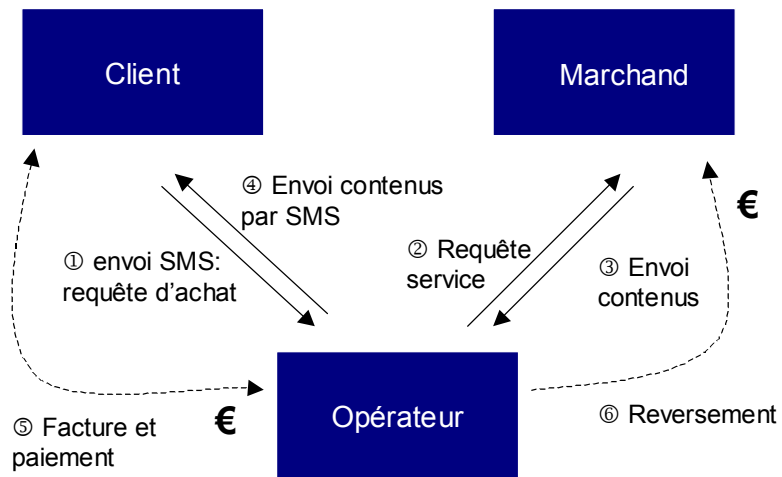 Client
Marchand
④ Envoi contenus
par SMS
€
① envoi SMS:
requête d'achat
② Requête
service
③ Envoi
contenus
⑤ Facture et
paiement
€
Opérateur
⑥ Reversement